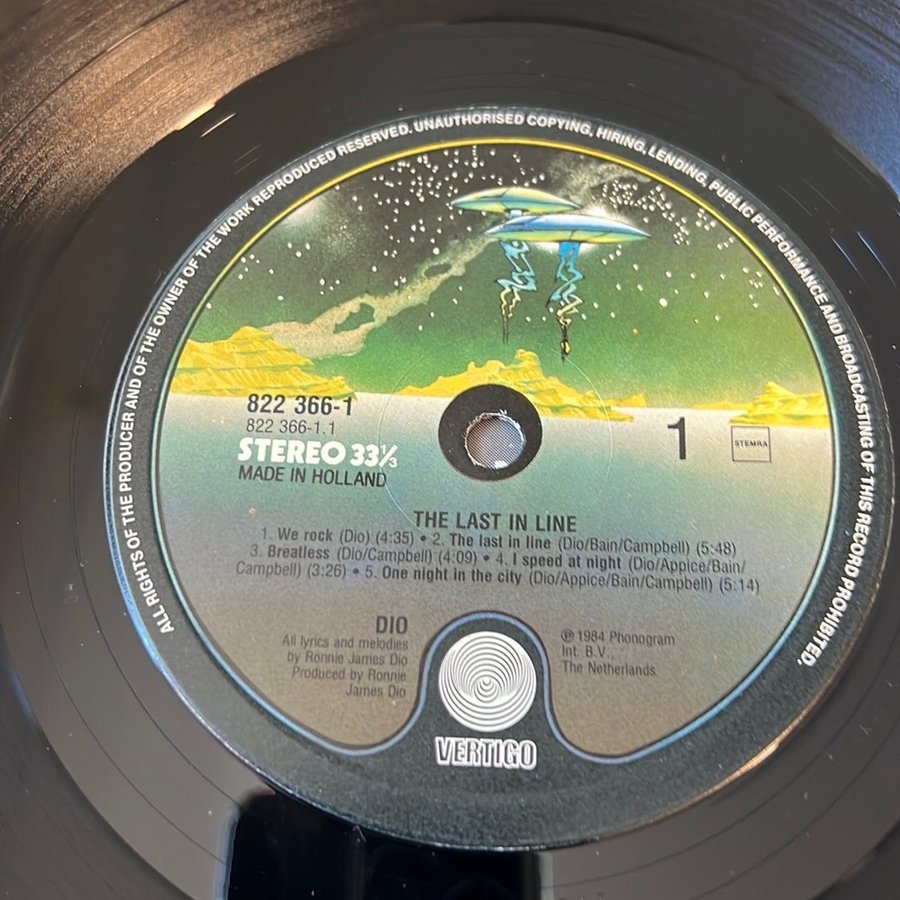 ALL RIGHTS OF THE PRODUCER AND OF THE OWNER OF THE WORK REPRODUCED RESERVED. UNAUTHORISED COPYING, HIRING, LENDING, PUBLIC PERFORMANCE AND BROADCASTING OF THIS RECORD PROHIBITED.
822 366-1
822 366-1.1
STEREO 33⅓
MADE IN HOLLAND
1
STEMRA
THE LAST IN LINE
1. We rock (Dio) (4:35) • 2. The last in line (Dio/Bain/Campbell) (5:48)
3. Breatless (Dio/Campbell) (4:09) • 4. I speed at night (Dio/Appice/Bain/
Campbell) (3:26) • 5. One night in the city (Dio/Appice/Bain/Campbell) (5:14)
DIO
All lyrics and melodies
by Ronnie James Dio
Produced by Ronnie
James Dio
℗ 1984 Phonogram
Int. B.V.,
The Netherlands
VERTIGO